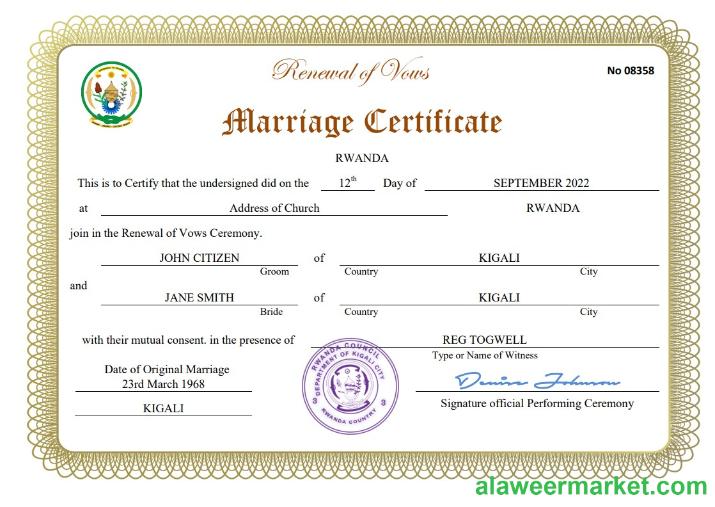 Renewal of Vows
No 08358
Marriage Certificate
RWANDA
This is to Certify that the undersigned did on the 12th Day of SEPTEMBER 2022
at Address of Church RWANDA
join in the Renewal of Vows Ceremony.
JOHN CITIZEN of KIGALI
Groom Country City
and
JANE SMITH of KIGALI
Bride Country City
with their mutual consent. in the presence of REG TOGWELL
Type or Name of Witness
Date of Original Marriage
23rd March 1968
KIGALI
RWANDA COUNCIL
DEPARTMENT OF KIGALI CITY
RWANDA COUNTRY
Denise Johnson
Signature official Performing Ceremony
alaweermarket.com